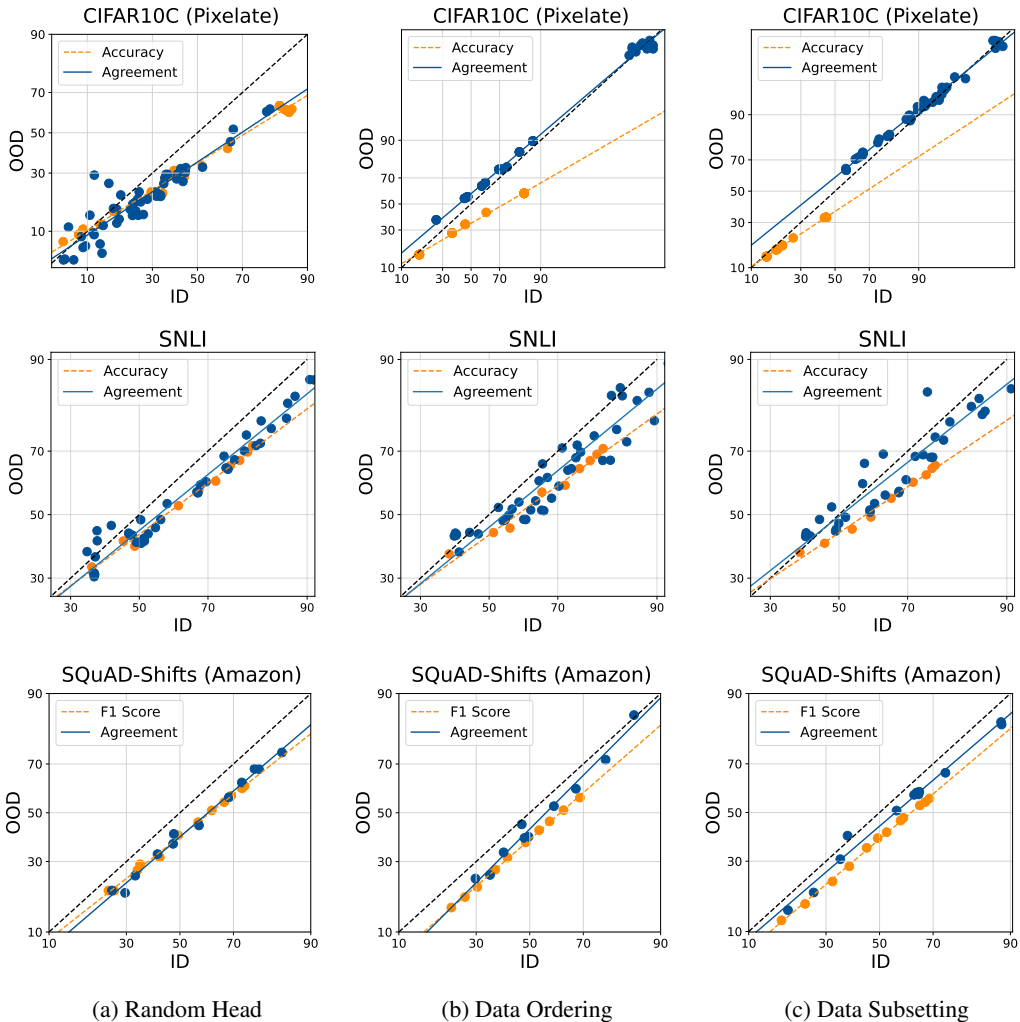 CIFAR10C (Pixelate) CIFAR10C (Pixelate) CIFAR10C (Pixelate)
Accuracy
Agreement
OOD
90
70
50
30
10
10 30 50 70 90
ID
Accuracy
Agreement
OOD
90
70
50
30
10
10 30 50 70 90
ID
Accuracy
Agreement
OOD
90
70
50
30
10
10 30 50 70 90
ID
SNLI SNLI SNLI
Accuracy
Agreement
OOD
90
70
50
30
30 50 70 90
ID
Accuracy
Agreement
OOD
90
70
50
30
30 50 70 90
ID
Accuracy
Agreement
OOD
90
70
50
30
30 50 70 90
ID
SQuAD-Shifts (Amazon) SQuAD-Shifts (Amazon) SQuAD-Shifts (Amazon)
F1 Score
Agreement
OOD
90
70
50
30
10
10 30 50 70 90
ID
F1 Score
Agreement
OOD
90
70
50
30
10
10 30 50 70 90
ID
F1 Score
Agreement
OOD
90
70
50
30
10
10 30 50 70 90
ID
(a) Random Head (b) Data Ordering (c) Data Subsetting